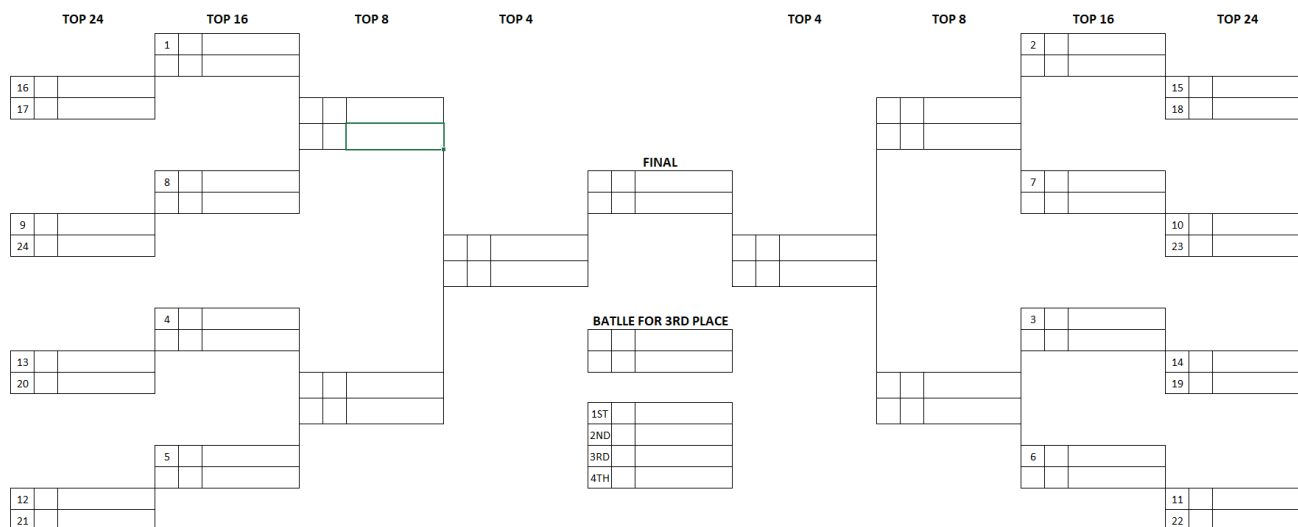 TOP 24 TOP 16 TOP 8 TOP 4 TOP 4 TOP 8 TOP 16 TOP 24
1 2
16 15
17 18
FINAL
8 7
9 10
24 23
4 BATLLE FOR 3RD PLACE 3
13 14
20 19
1ST
2ND
5 3RD 6
4TH
12 11
21 22